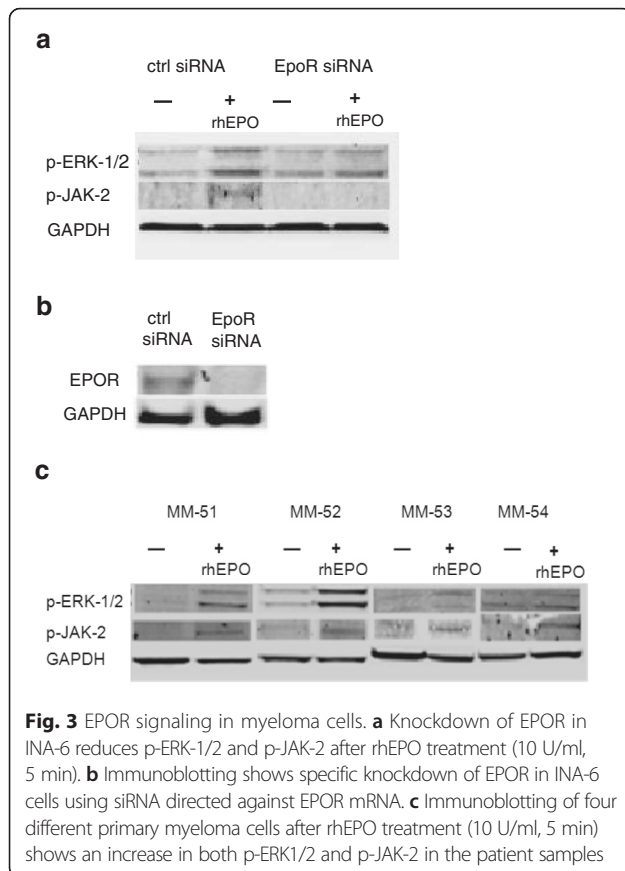 a
ctrl siRNA EpoR siRNA
— + — +
rhEPO rhEPO
p-ERK-1/2
p-JAK-2
GAPDH
b
ctrl EpoR
siRNA siRNA
EPOR
GAPDH
c
MM-51 MM-52 MM-53 MM-54
— + — + — + — +
rhEPO rhEPO rhEPO rhEPO
p-ERK-1/2
p-JAK-2
GAPDH
Fig. 3 EPOR signaling in myeloma cells. a Knockdown of EPOR in
INA-6 reduces p-ERK-1/2 and p-JAK-2 after rhEPO treatment (10 U/ml,
5 min). b Immunoblotting shows specific knockdown of EPOR in INA-6
cells using siRNA directed against EPOR mRNA. c Immunoblotting of four
different primary myeloma cells after rhEPO treatment (10 U/ml, 5 min)
shows an increase in both p-ERK1/2 and p-JAK-2 in the patient samples